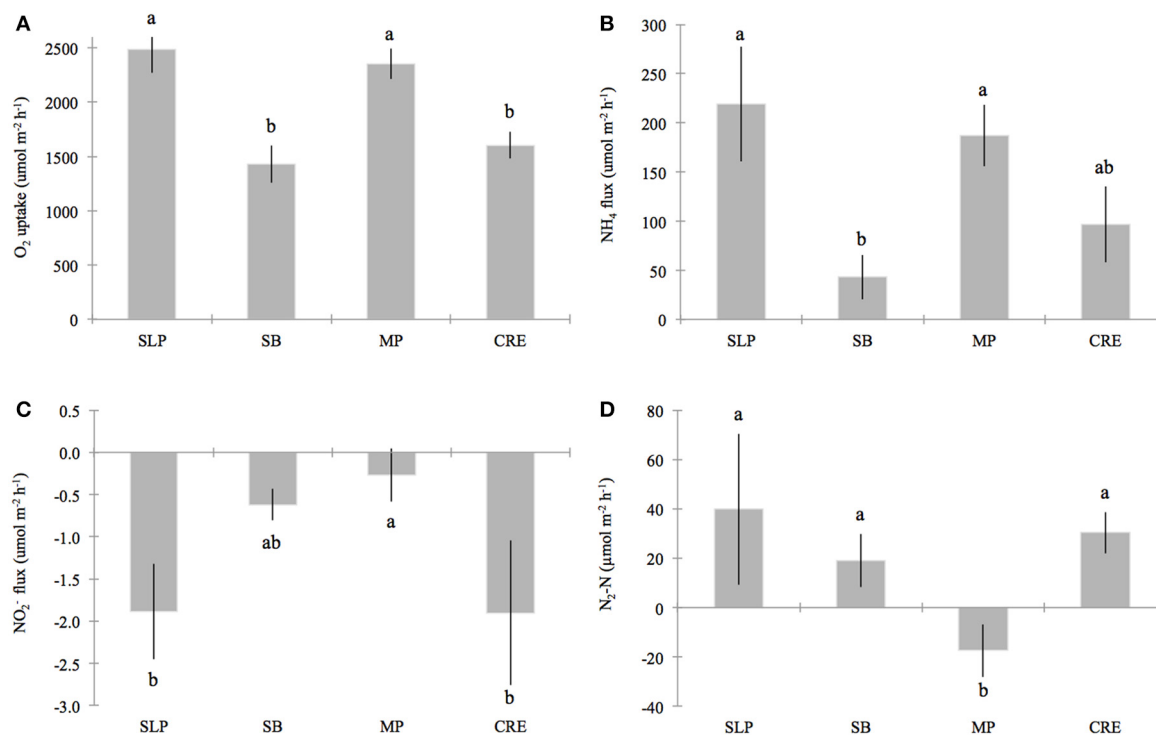 A
O₂ uptake (umol m⁻² h⁻¹)
2500
2000
1500
1000
500
0
a
b
a
b
SLP SB MP CRE
B
NH₄ flux (umol m⁻² h⁻¹)
300
250
200
150
100
50
0
a
b
a
ab
SLP SB MP CRE
C
NO₂⁻ flux (umol m⁻² h⁻¹)
0.5
0.0
-0.5
-1.0
-1.5
-2.0
-2.5
-3.0
b
ab
a
b
SLP SB MP CRE
D
N₂-N (µmol m⁻² h⁻¹)
80
60
40
20
0
-20
-40
a
a
b
a
SLP SB MP CRE